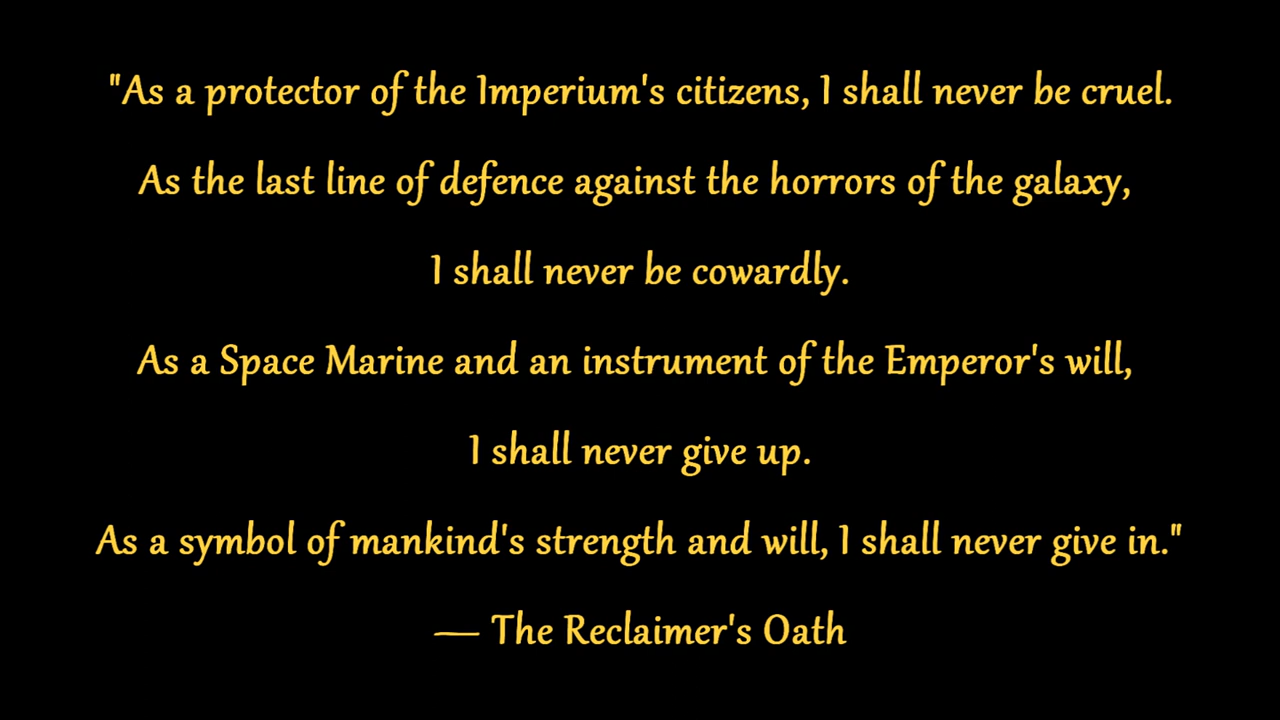 "As a protector of the Imperium's citizens, I shall never be cruel.
As the last line of defence against the horrors of the galaxy,
I shall never be cowardly.
As a Space Marine and an instrument of the Emperor's will,
I shall never give up.
As a symbol of mankind's strength and will, I shall never give in."
— The Reclaimer's Oath